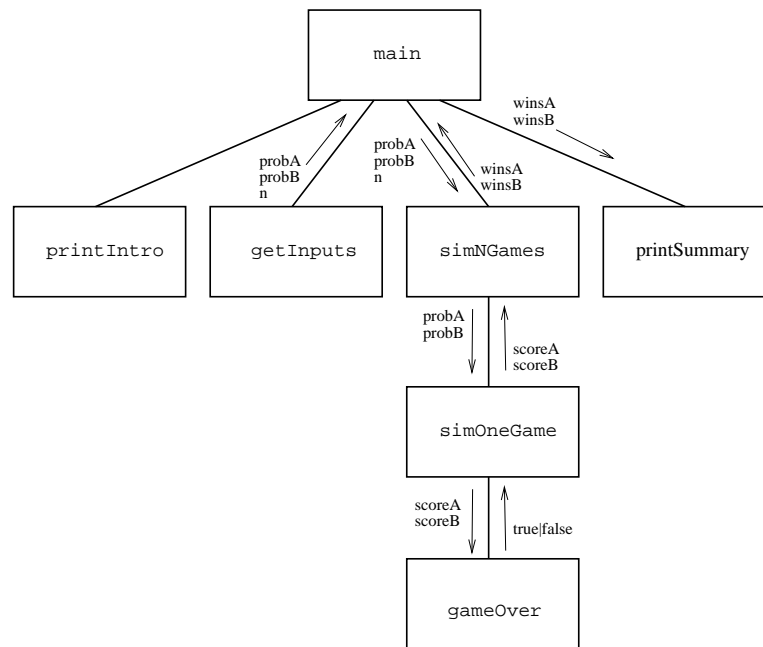 main
winsA
winsB
probA
probB
n
probA
probB
n
winsA
winsB
printIntro
getInputs
simNGames
printSummary
probA
probB
scoreA
scoreB
simOneGame
scoreA
scoreB
true|false
gameOver